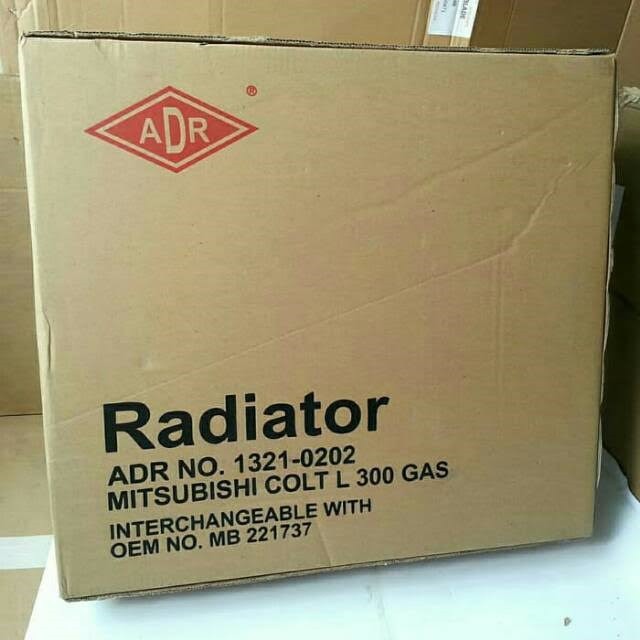 ADR ®
Radiator
ADR NO. 1321-0202
MITSUBISHI COLT L 300 GAS
INTERCHANGEABLE WITH
OEM NO. MB 221737